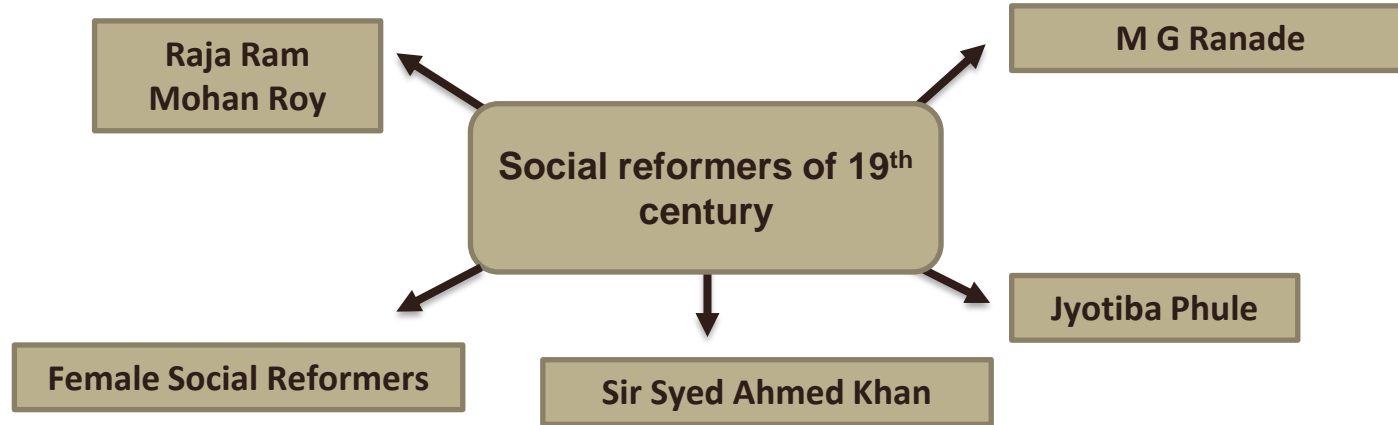 Raja Ram
Mohan Roy
M G Ranade
Social reformers of 19th
century
Jyotiba Phule
Female Social Reformers
Sir Syed Ahmed Khan